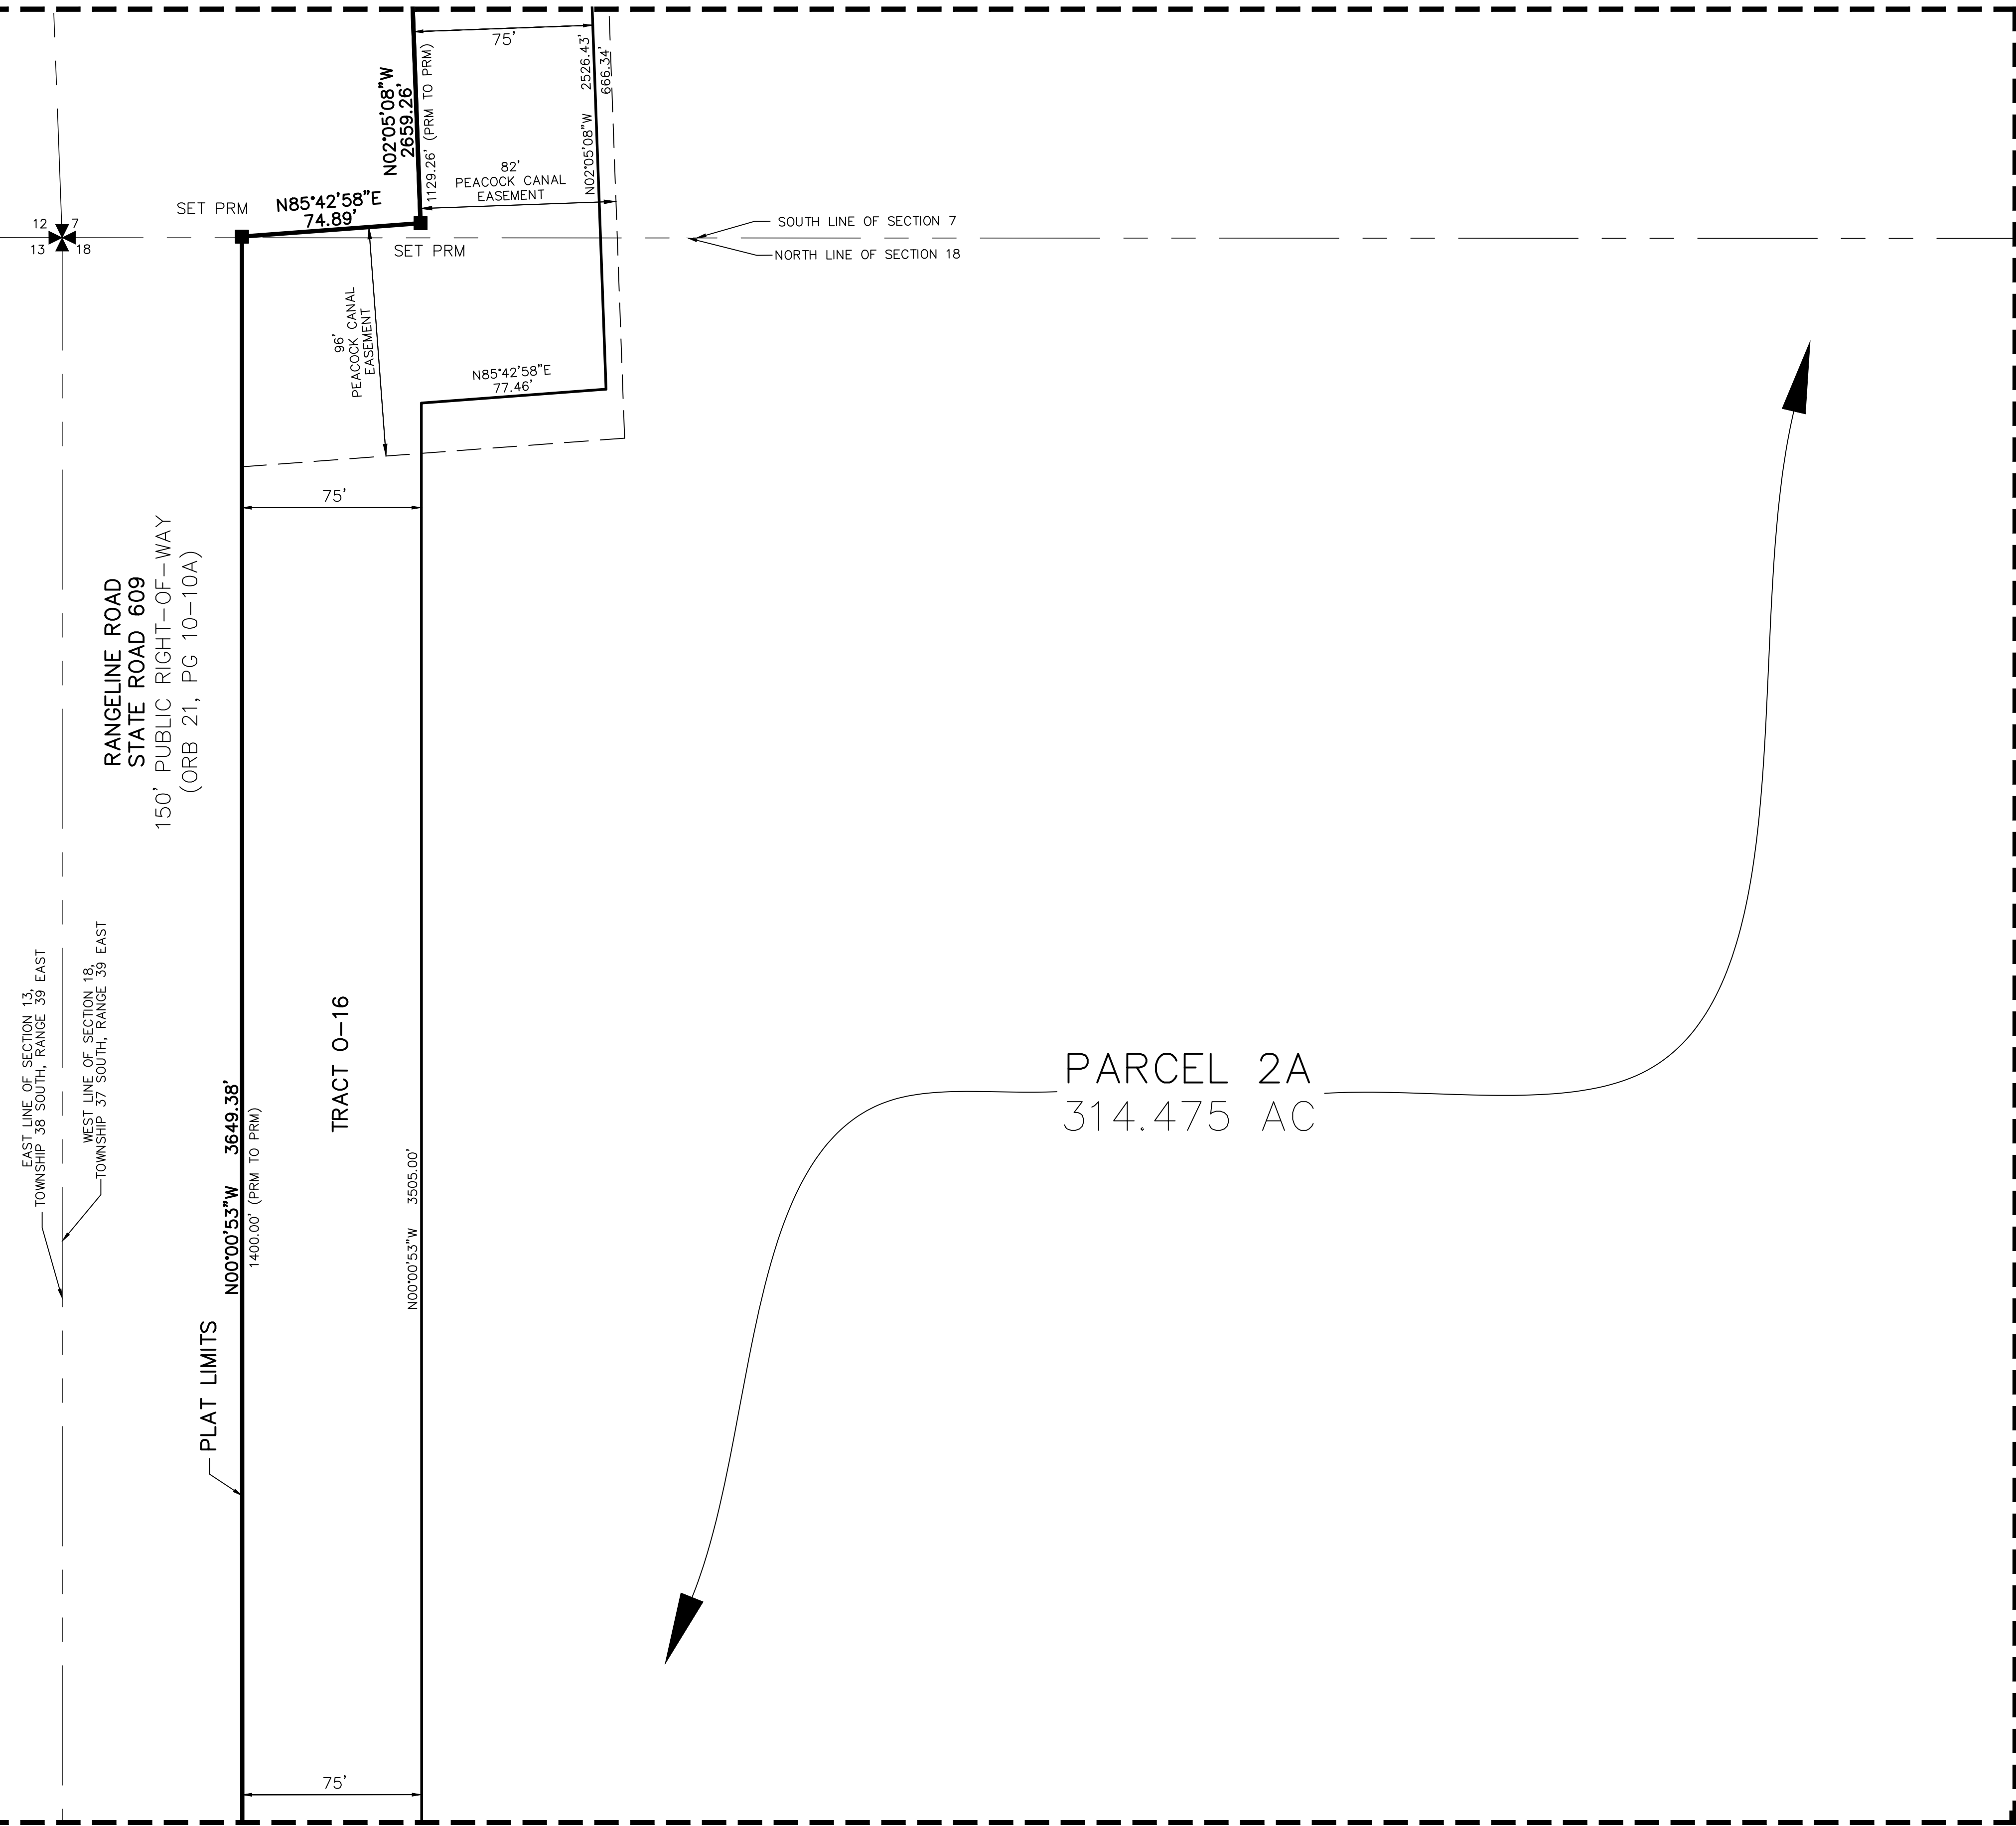 75'
N02°05'08"W
2659.26'
1129.26' (PRM TO PRM)
N02°05'08"W 2526.43'
666.34'
82'
PEACOCK CANAL
EASEMENT
SET PRM
N85°42'58"E
74.89'
12 7
13 18
SET PRM
SOUTH LINE OF SECTION 7
NORTH LINE OF SECTION 18
96'
PEACOCK CANAL
EASEMENT
N85°42'58"E
77.46'
75'
RANGELINE ROAD
STATE ROAD 609
150' PUBLIC RIGHT-OF-WAY
(ORB 21, PG 10-10A)
EAST LINE OF SECTION 13,
TOWNSHIP 38 SOUTH, RANGE 39 EAST
WEST LINE OF SECTION 18,
TOWNSHIP 37 SOUTH, RANGE 39 EAST
N00°00'53"W 3649.38'
1400.00' (PRM TO PRM)
TRACT O-16
N00°00'53"W 3505.00'
PARCEL 2A
314.475 AC
PLAT LIMITS
75'